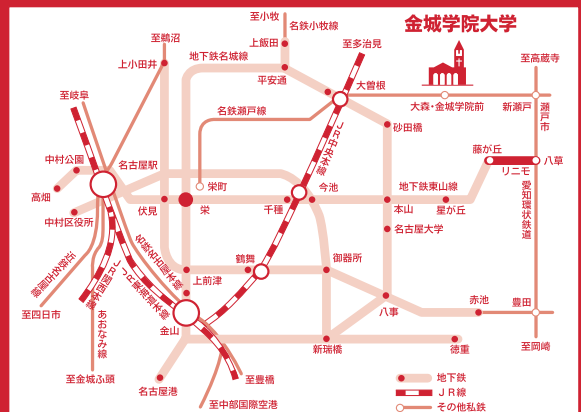 至小牧
名鉄小牧線
金城学院大学
至鵜沼
上飯田
至多治見
上小田井
地下鉄名城線
平安通
至高蔵寺
大曽根
至岐阜
名鉄瀬戸線
大森・金城学院前
新瀬戸
瀬戸市
砂田橋
JR中央本線
中村公園
名古屋駅
藤が丘
八草
リニモ
高畑
栄町
今池
地下鉄東山線
愛知環状鉄道
伏見
栄
千種
本山
星が丘
中村区役所
名古屋大学
近鉄名古屋線
JR関西本線
名鉄名古屋本線
JR東海道本線
鶴舞
御器所
上前津
至四日市
あおなみ線
金山
八事
赤池
豊田
新瑞橋
徳重
至岡崎
至金城ふ頭
名古屋港
至豊橋
至中部国際空港
地下鉄
JR線
その他私鉄